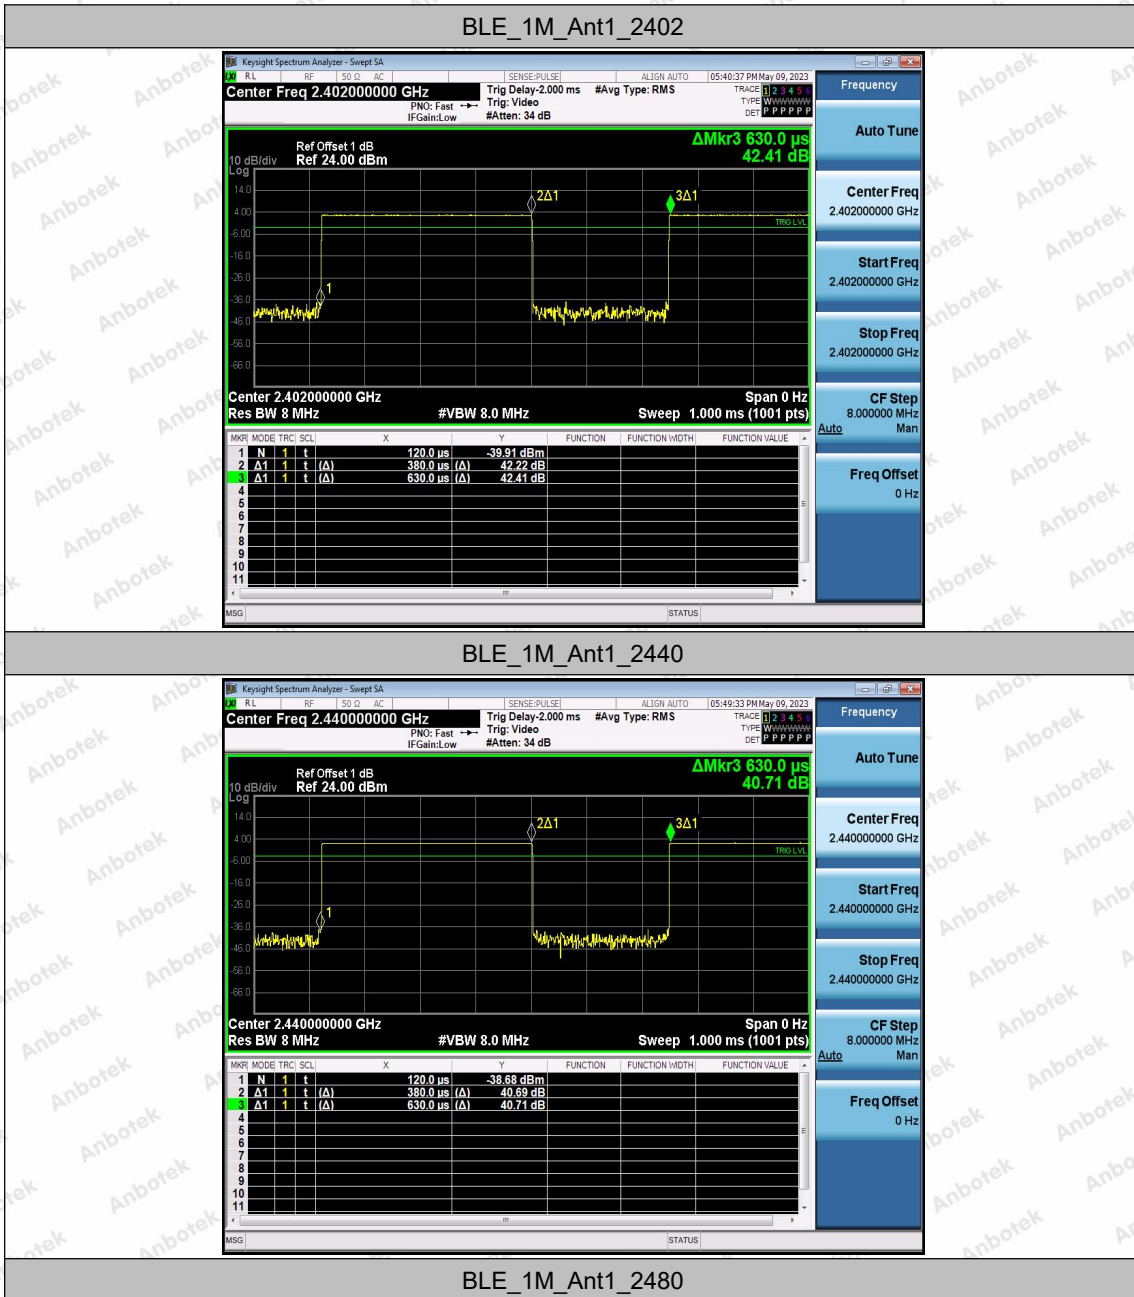 BLE_1M_Ant1_2402
Keysight Spectrum Analyzer - Swept SA
LXI RL RF 50 Ω AC SENSE:PULSE ALIGN AUTO 05:40:37 PM May 09, 2023
Center Freq 2.402000000 GHz Trig Delay-2.000 ms #Avg Type: RMS TRACE 1 2 3 4 5 6
PNO: Fast Trig: Video TYPE WWWWWW
IFGain:Low #Atten: 34 dB DET P P P P P P
Frequency
Auto Tune
Center Freq
2.402000000 GHz
Start Freq
2.402000000 GHz
Stop Freq
2.402000000 GHz
CF Step
8.000000 MHz
Auto Man
Freq Offset
0 Hz
ΔMkr3 630.0 µs
42.41 dB
Ref Offset 1 dB
10 dB/div Ref 24.00 dBm
Log
14.0
4.00
-6.00
-16.0
-26.0
-36.0
-46.0
-56.0
-66.0
2Δ1
3Δ1
TRIG LVL
1
Center 2.402000000 GHz Span 0 Hz
Res BW 8 MHz #VBW 8.0 MHz Sweep 1.000 ms (1001 pts)
MKR MODE TRC SCL X Y FUNCTION FUNCTION WIDTH FUNCTION VALUE
1 N 1 t 120.0 µs -39.91 dBm
2 Δ1 1 t (Δ) 380.0 µs (Δ) 42.22 dB
3 Δ1 1 t (Δ) 630.0 µs (Δ) 42.41 dB
4
5
6
7
8
9
10
11
MSG STATUS
BLE_1M_Ant1_2440
Keysight Spectrum Analyzer - Swept SA
LXI RL RF 50 Ω AC SENSE:PULSE ALIGN AUTO 05:49:33 PM May 09, 2023
Center Freq 2.440000000 GHz Trig Delay-2.000 ms #Avg Type: RMS TRACE 1 2 3 4 5 6
PNO: Fast Trig: Video TYPE WWWWWW
IFGain:Low #Atten: 34 dB DET P P P P P P
Frequency
Auto Tune
Center Freq
2.440000000 GHz
Start Freq
2.440000000 GHz
Stop Freq
2.440000000 GHz
CF Step
8.000000 MHz
Auto Man
Freq Offset
0 Hz
ΔMkr3 630.0 µs
40.71 dB
Ref Offset 1 dB
10 dB/div Ref 24.00 dBm
Log
14.0
4.00
-6.00
-16.0
-26.0
-36.0
-46.0
-56.0
-66.0
2Δ1
3Δ1
TRIG LVL
1
Center 2.440000000 GHz Span 0 Hz
Res BW 8 MHz #VBW 8.0 MHz Sweep 1.000 ms (1001 pts)
MKR MODE TRC SCL X Y FUNCTION FUNCTION WIDTH FUNCTION VALUE
1 N 1 t 120.0 µs -38.68 dBm
2 Δ1 1 t (Δ) 380.0 µs (Δ) 40.69 dB
3 Δ1 1 t (Δ) 630.0 µs (Δ) 40.71 dB
4
5
6
7
8
9
10
11
MSG STATUS
BLE_1M_Ant1_2480
Anbotek